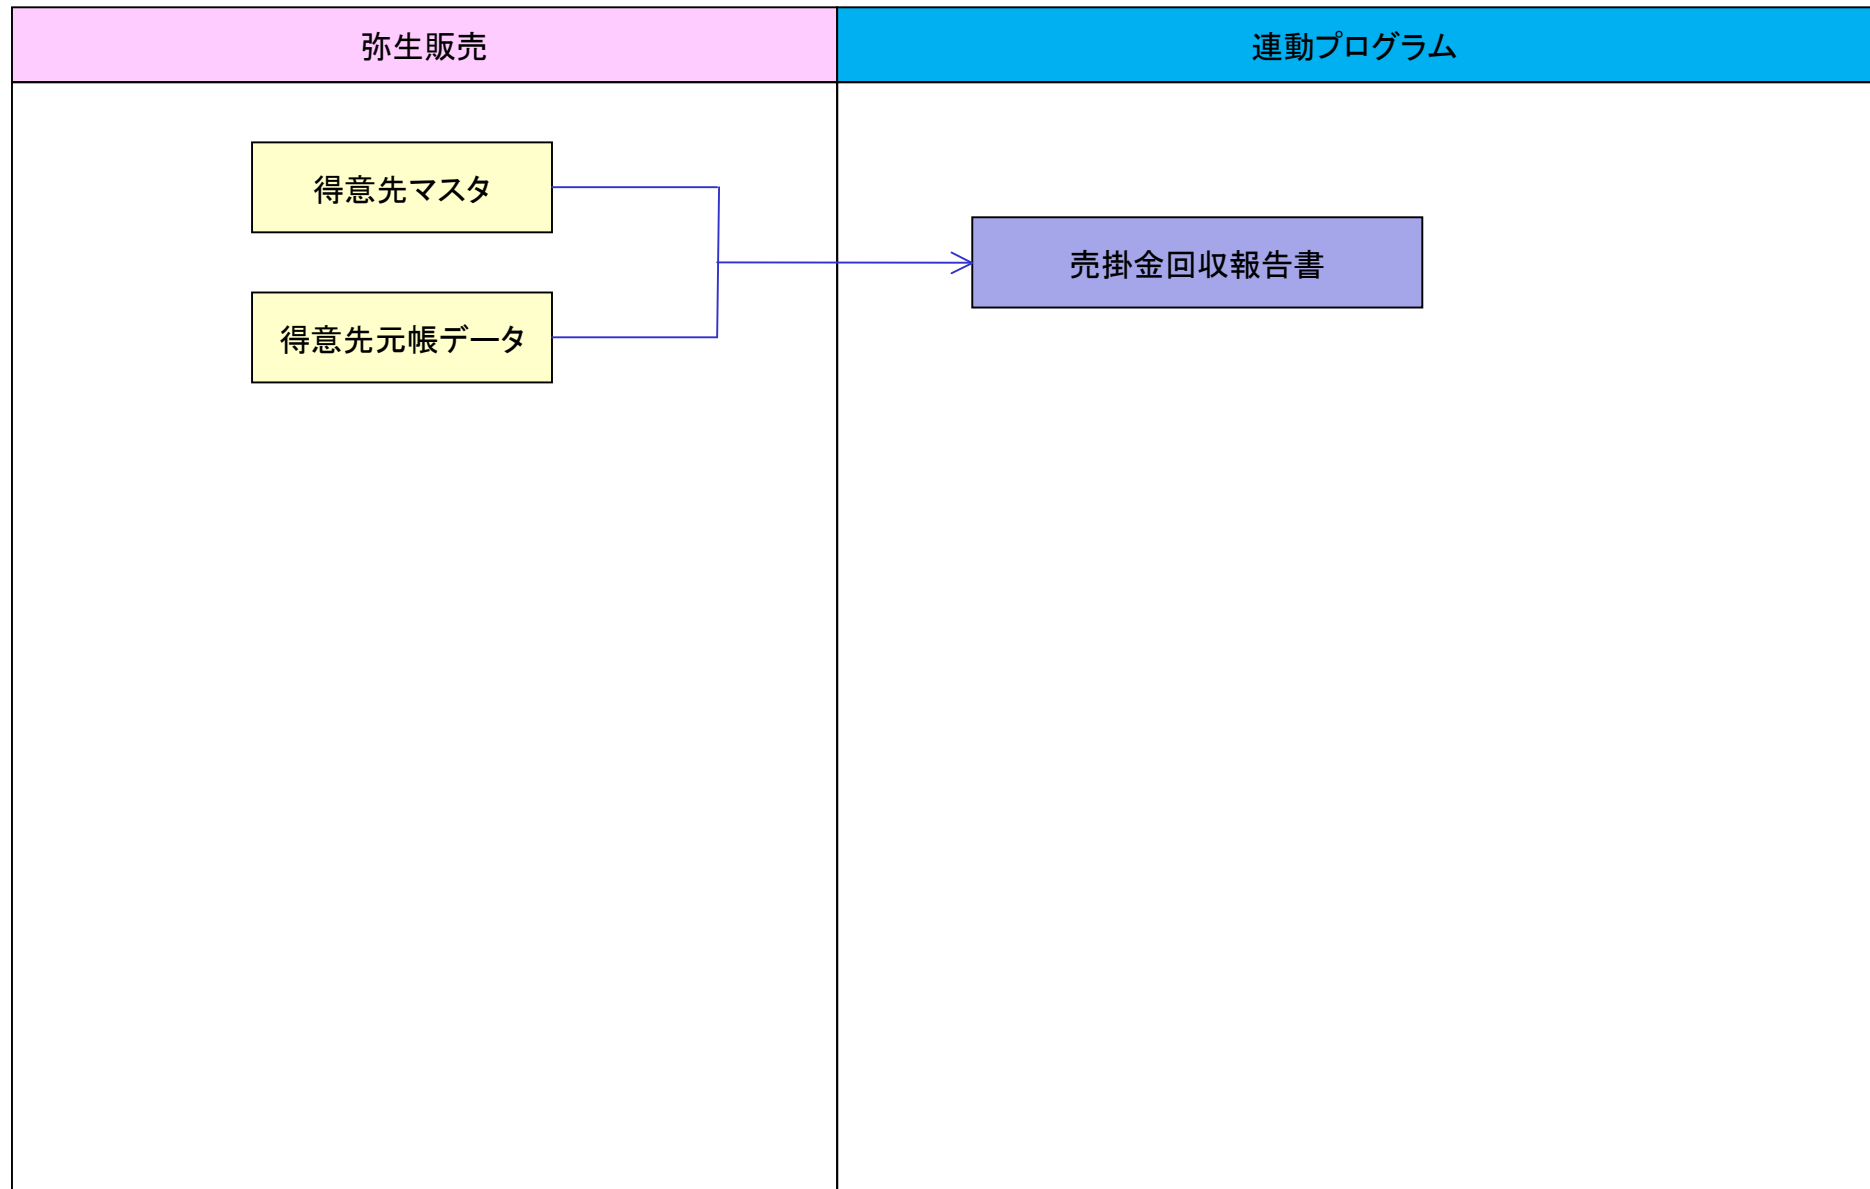 弥生販売
連動プログラム
得意先マスタ
売掛金回収報告書
得意先元帳データ